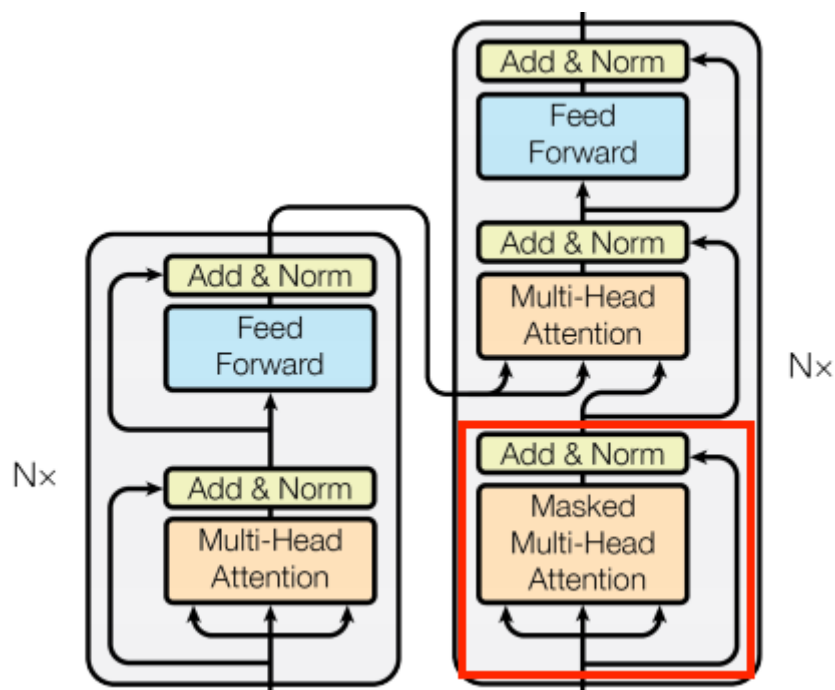 Add & Norm
Feed
Forward
Add & Norm
Multi-Head
Attention
Nx
Add & Norm
Masked
Multi-Head
Attention
Add & Norm
Feed
Forward
Nx
Add & Norm
Multi-Head
Attention